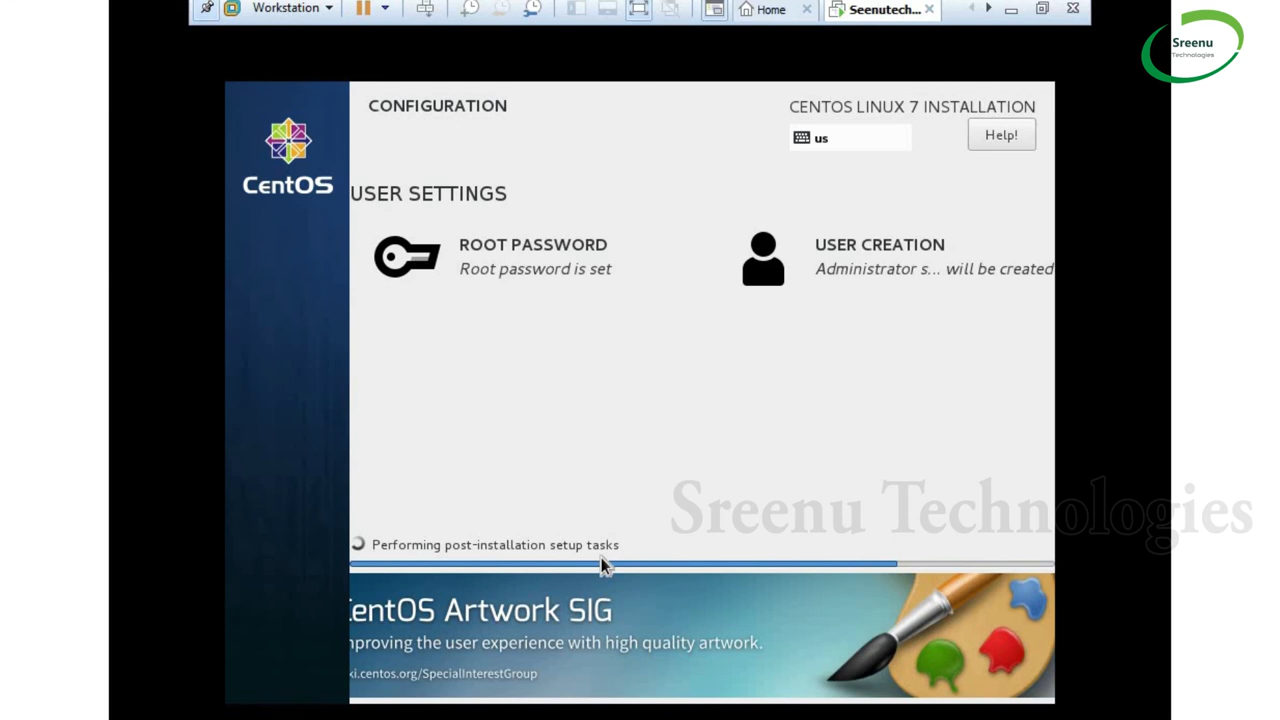 Workstation
Home
Seenutech...
Sreenu
Technologies
CentOS
CONFIGURATION
CENTOS LINUX 7 INSTALLATION
us
Help!
USER SETTINGS
ROOT PASSWORD
Root password is set
USER CREATION
Administrator s... will be created
Sreenu Technologies
Performing post-installation setup tasks
CentOS Artwork SIG
mproving the user experience with high quality artwork.
ki.centos.org/SpecialInterestGroup